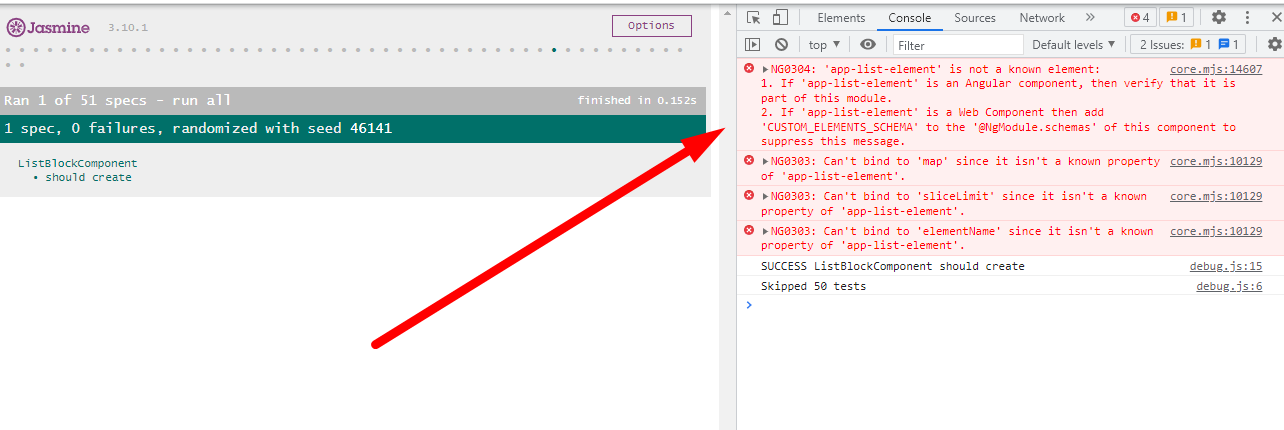 Jasmine 3.10.1 Options
Ran 1 of 51 specs - run all finished in 0.152s
1 spec, 0 failures, randomized with seed 46141
ListBlockComponent
• should create
Elements Console Sources Network » 4 1
top ▼ Filter Default levels ▼ 2 Issues: 1 1
▶NG0304: 'app-list-element' is not a known element: core.mjs:14607
1. If 'app-list-element' is an Angular component, then verify that it is
part of this module.
2. If 'app-list-element' is a Web Component then add
'CUSTOM_ELEMENTS_SCHEMA' to the '@NgModule.schemas' of this component to
suppress this message.
▶NG0303: Can't bind to 'map' since it isn't a known property core.mjs:10129
of 'app-list-element'.
▶NG0303: Can't bind to 'sliceLimit' since it isn't a known core.mjs:10129
property of 'app-list-element'.
▶NG0303: Can't bind to 'elementName' since it isn't a known core.mjs:10129
property of 'app-list-element'.
SUCCESS ListBlockComponent should create debug.js:15
Skipped 50 tests debug.js:6